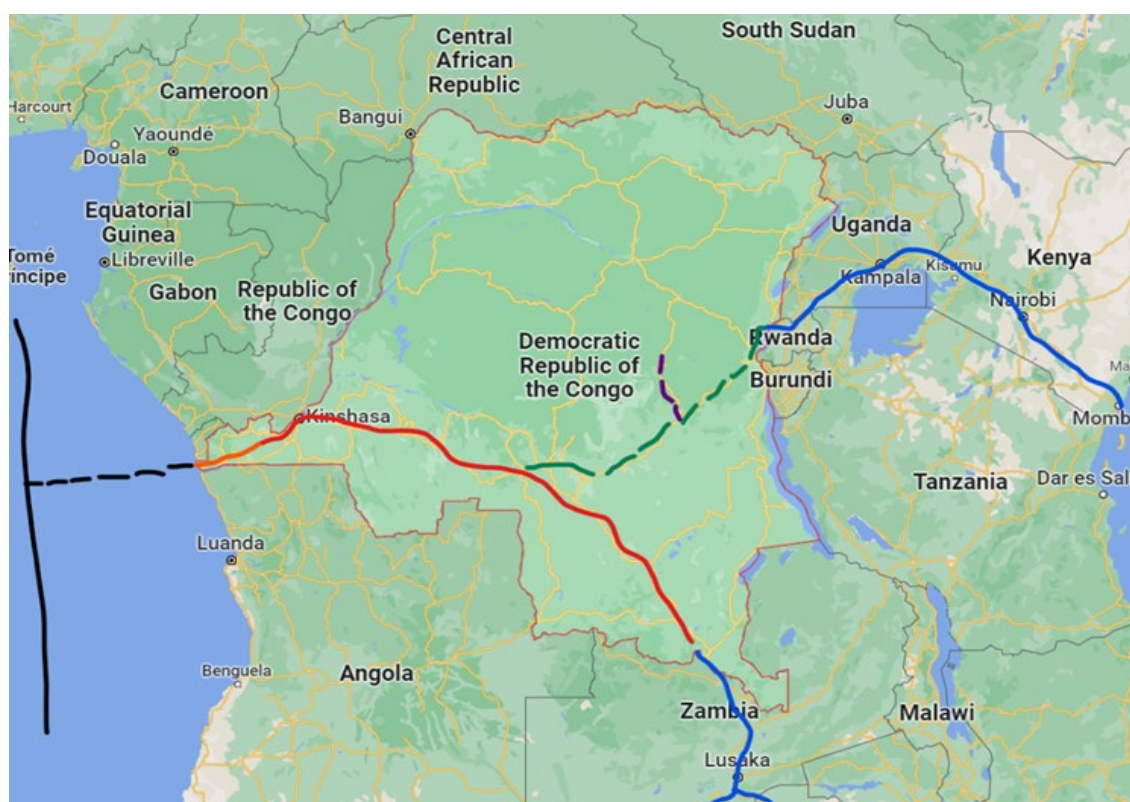 South Sudan
Central
African
Republic
Cameroon
Harcourt
Bangui
Juba
Yaoundé
Douala
Equatorial
Guinea
Uganda
Tomé
ríncipe
Libreville
Kampala
Kisumu
Kenya
Gabon
Republic of
the Congo
Nairobi
Rwanda
Democratic
Republic of
the Congo
Burundi
Ma
Momb
Kinshasa
Tanzania
Dar es Sal
Luanda
Benguela
Angola
Zambia
Malawi
Lusaka